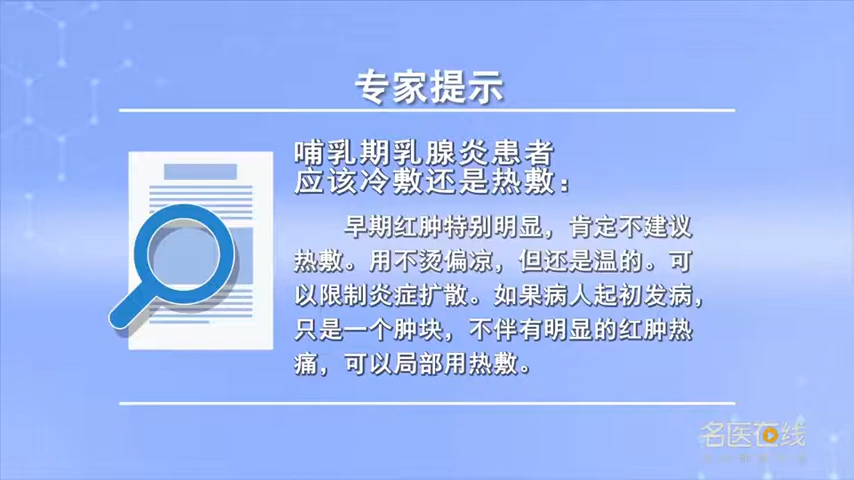 专家提示
哺乳期乳腺炎患者
应该冷敷还是热敷：
早期红肿特别明显，肯定不建议
热敷。用不烫偏凉，但还是温的。可
以限制炎症扩散。如果病人起初发病，
只是一个肿块，不伴有明显的红肿热
痛，可以局部用热敷。
名医在线